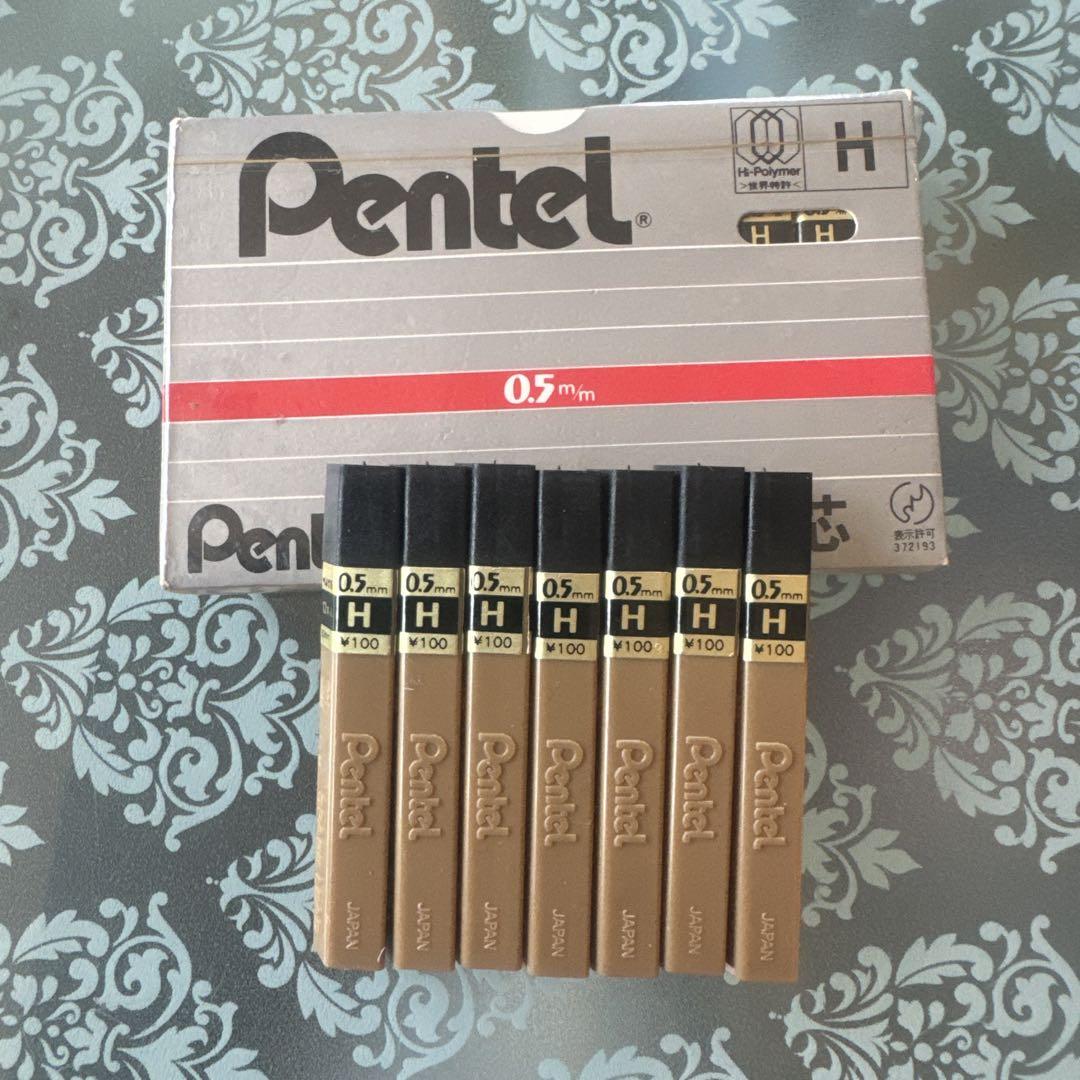 Pentel®
Hi-Polymer
>世界特許<
H
H H
0.5 m/m
Pent
芯
表示許可
372193
0.5mm 0.5mm 0.5mm 0.5mm 0.5mm 0.5mm 0.5mm
H H H H H H H
¥100 ¥100 ¥100 ¥100 ¥100 ¥100 ¥100
Pentel Pentel Pentel Pentel Pentel Pentel Pentel
JAPAN JAPAN JAPAN JAPAN JAPAN JAPAN JAPAN